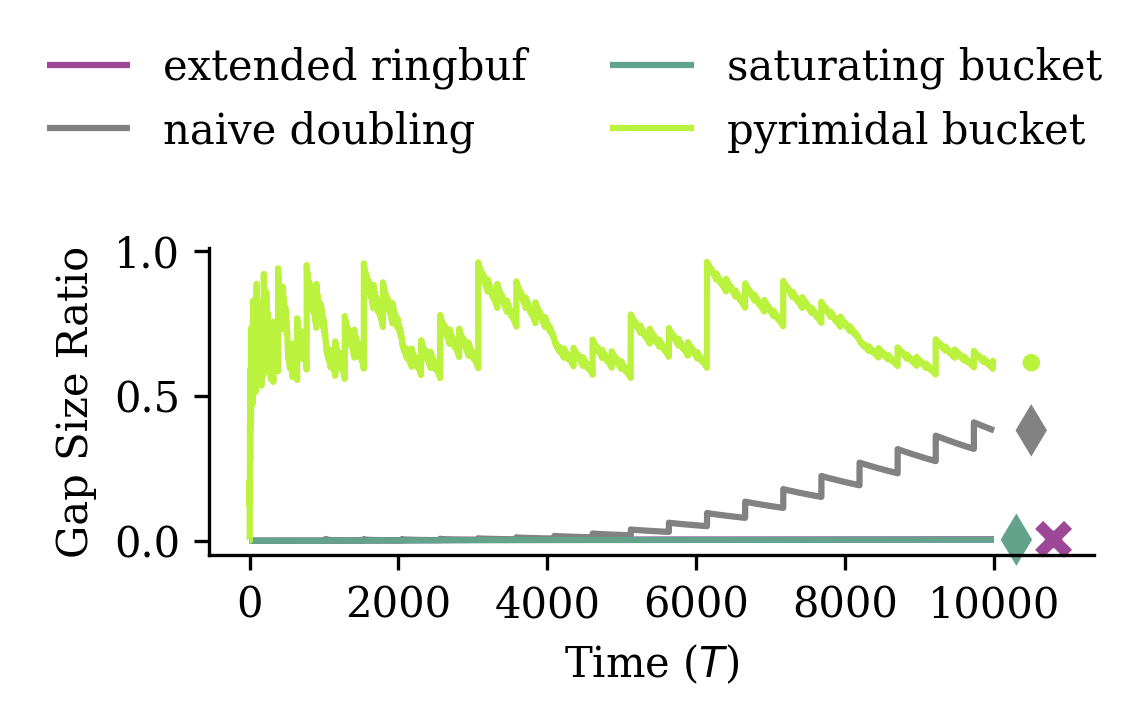 extended ringbuf
naive doubling
saturating bucket
pyrimidal bucket
Gap Size Ratio
1.0
0.5
0.0
0 2000 4000 6000 8000 10000
Time (T)